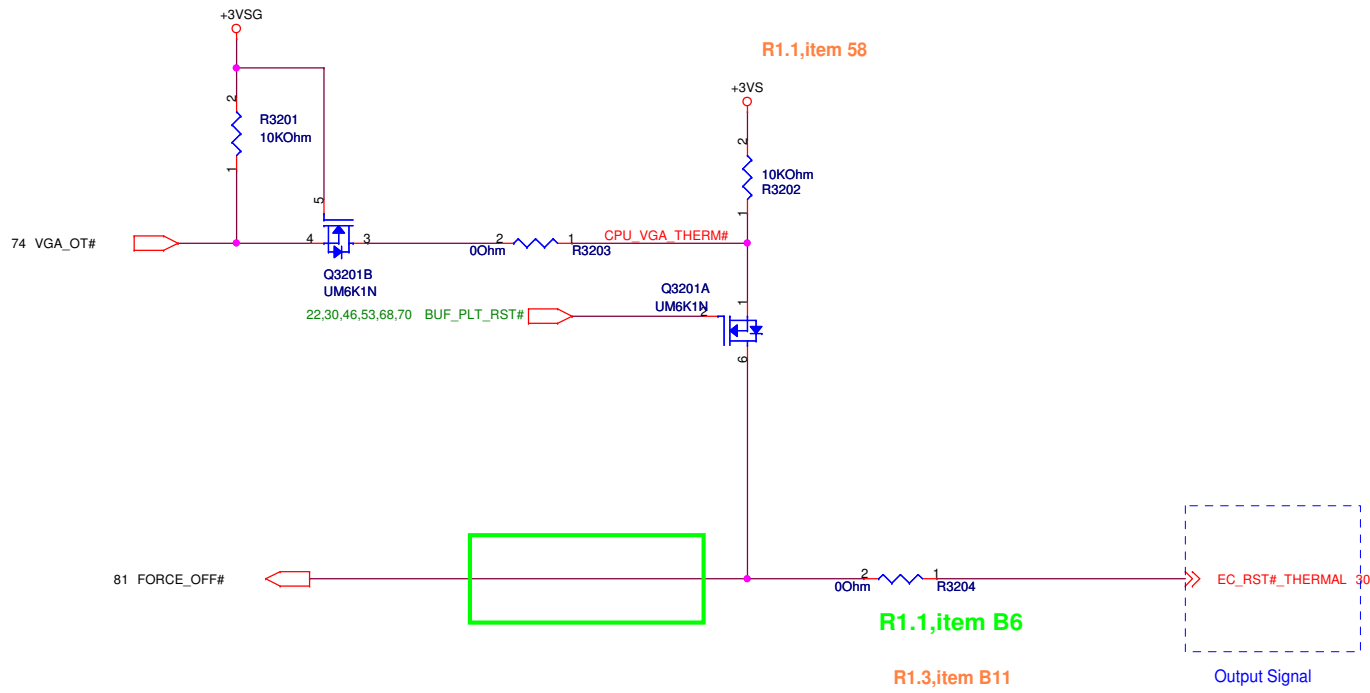 +3VSG
R1.1,item 58
+3VS
2
R3201
10KOhm
1
2
10KOhm
R3202
1
5
74 VGA_OT#
4
3
2
0Ohm
1
R3203
CPU_VGA_THERM#
Q3201B
UM6K1N
Q3201A
UM6K1N
1
22,30,46,53,68,70 BUF_PLT_RST#
2
6
81 FORCE_OFF#
2
0Ohm
1
R3204
EC_RST#_THERMAL 30
R1.1,item B6
R1.3,item B11
Output Signal